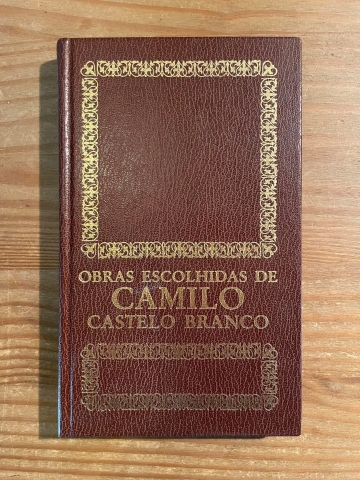 OBRAS ESCOLHIDAS DE
CAMILO
CASTELO BRANCO